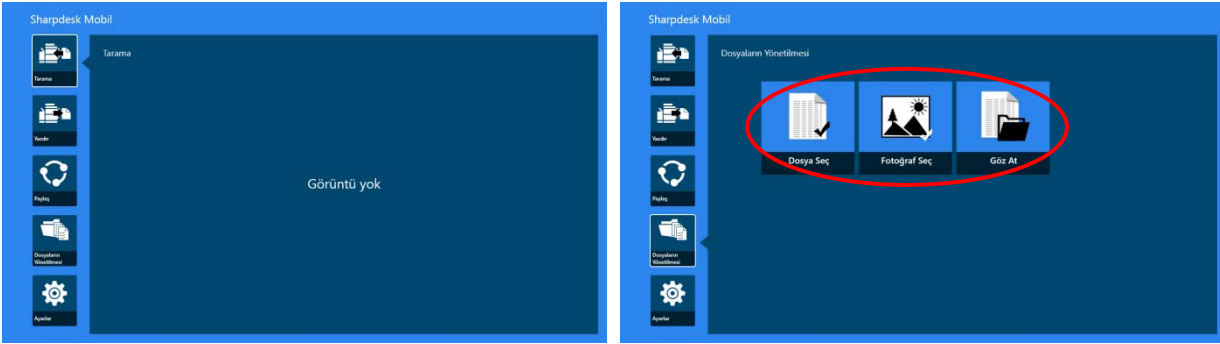 Sharpdesk Mobil
Tarama
Tarama
Yazdır
Görüntü yok
Paylaş
Dosyaların
Yönetilmesi
Ayarlar
Sharpdesk Mobil
Tarama
Dosyaların Yönetilmesi
Yazdır
Dosya Seç
Fotoğraf Seç
Göz At
Paylaş
Dosyaların
Yönetilmesi
Ayarlar